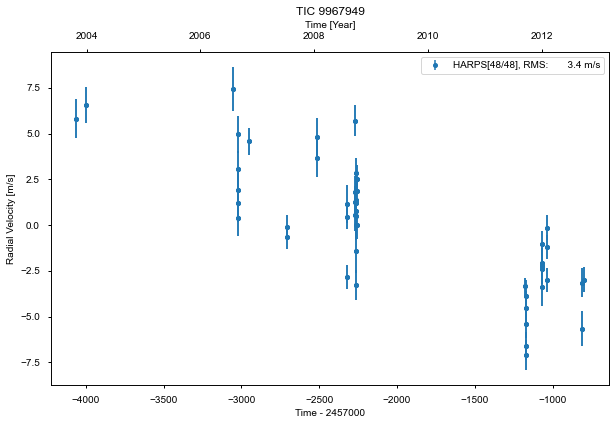 TIC 9967949
Time [Year]
2004 2006 2008 2010 2012
HARPS[48/48], RMS: 3.4 m/s
7.5
5.0
2.5
0.0
−2.5
−5.0
−7.5
Radial Velocity [m/s]
−4000 −3500 −3000 −2500 −2000 −1500 −1000
Time - 2457000